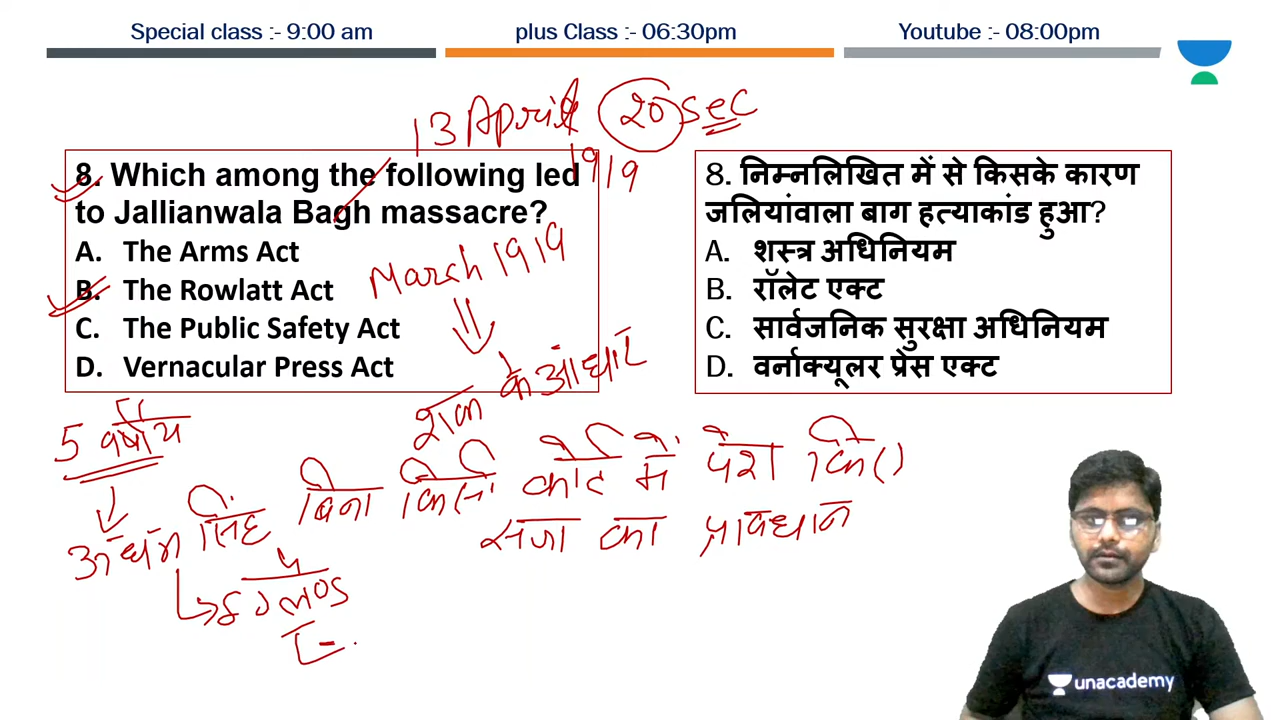 Special class :- 9:00 am
plus Class :- 06:30pm
Youtube :- 08:00pm
13 April 20 sec
1919
8. Which among the following led
to Jallianwala Bagh massacre?
A. The Arms Act
B. The Rowlatt Act
C. The Public Safety Act
D. Vernacular Press Act
March 1919
8. निम्नलिखित में से किसके कारण
जलियांवाला बाग हत्याकांड हुआ?
A. शस्त्र अधिनियम
B. रॉलेट एक्ट
C. सार्वजनिक सुरक्षा अधिनियम
D. वर्नाक्यूलर प्रेस एक्ट
शक के आधार
5 वर्षीय
बिना किसी कोर्ट में पेश किए
सजा का प्रावधान
सिंह
unacademy